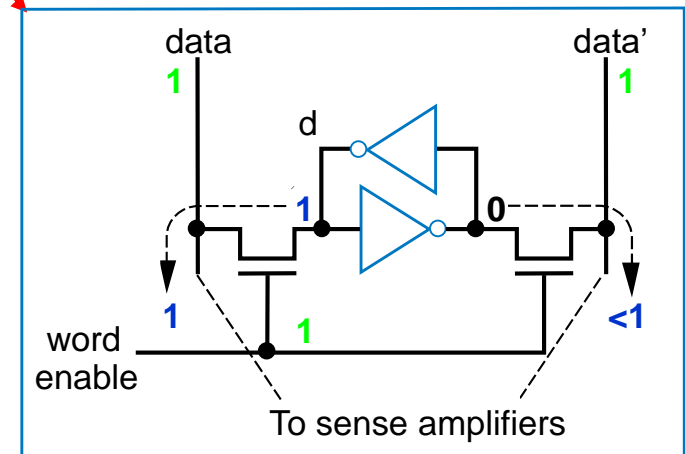 data data’
1 1
d
1 0
1 <1
1
word
enable
To sense amplifiers